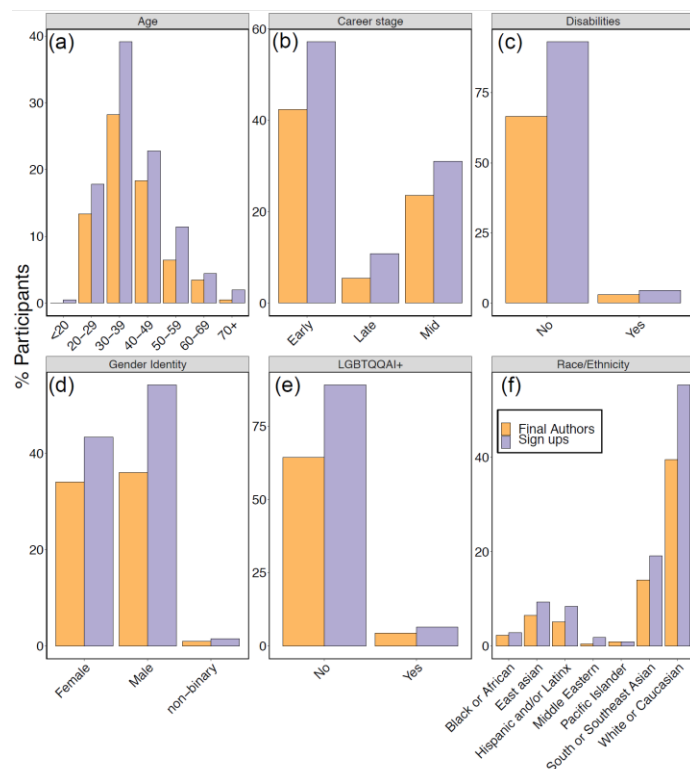 % Participants
Age
(a)
40
30
20
10
0
<20
20−29
30−39
40−49
50−59
60−69
70+
Career stage
(b)
60
40
20
0
Early
Late
Mid
Disabilities
(c)
75
50
25
0
No
Yes
Gender Identity
(d)
40
20
0
Female
Male
non−binary
LGBTQQAI+
(e)
75
50
25
0
No
Yes
Race/Ethnicity
(f)
Final Authors
Sign ups
40
20
0
Black or African
East asian
Hispanic and/or Latinx
Middle Eastern
Pacific Islander
South or Southeast Asian
White or Caucasian